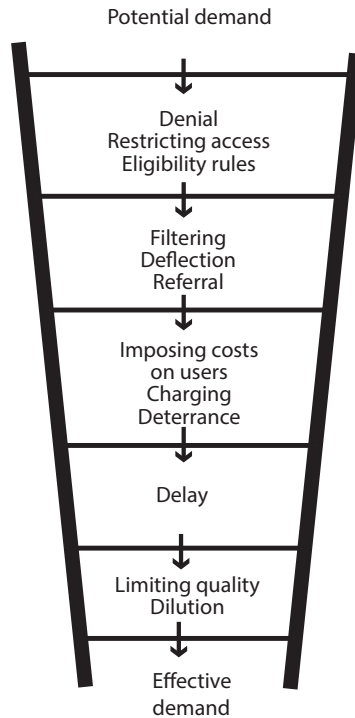 Potential demand
Denial
Restricting access
Eligibility rules
Filtering
Deflection
Referral
Imposing costs
on users
Charging
Deterrance
Delay
Limiting quality
Dilution
Effective
demand